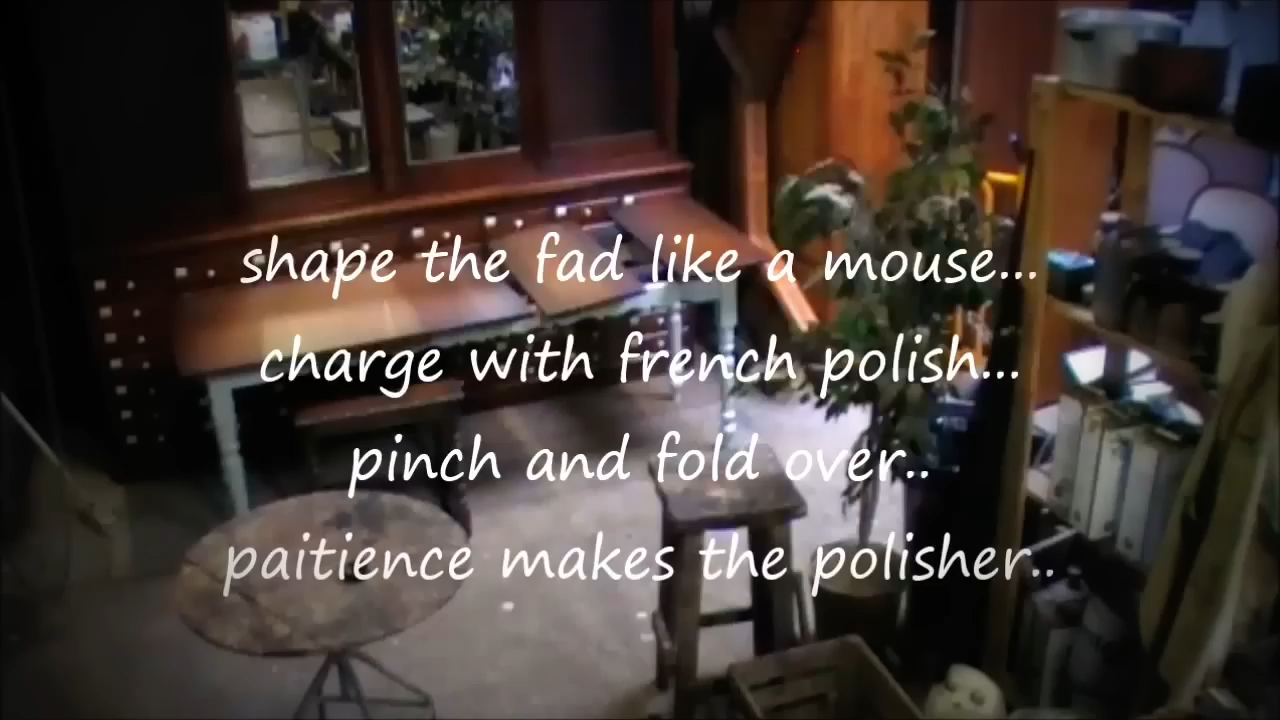 shape the fad like a mouse...
charge with french polish...
pinch and fold over..
paitience makes the polisher..